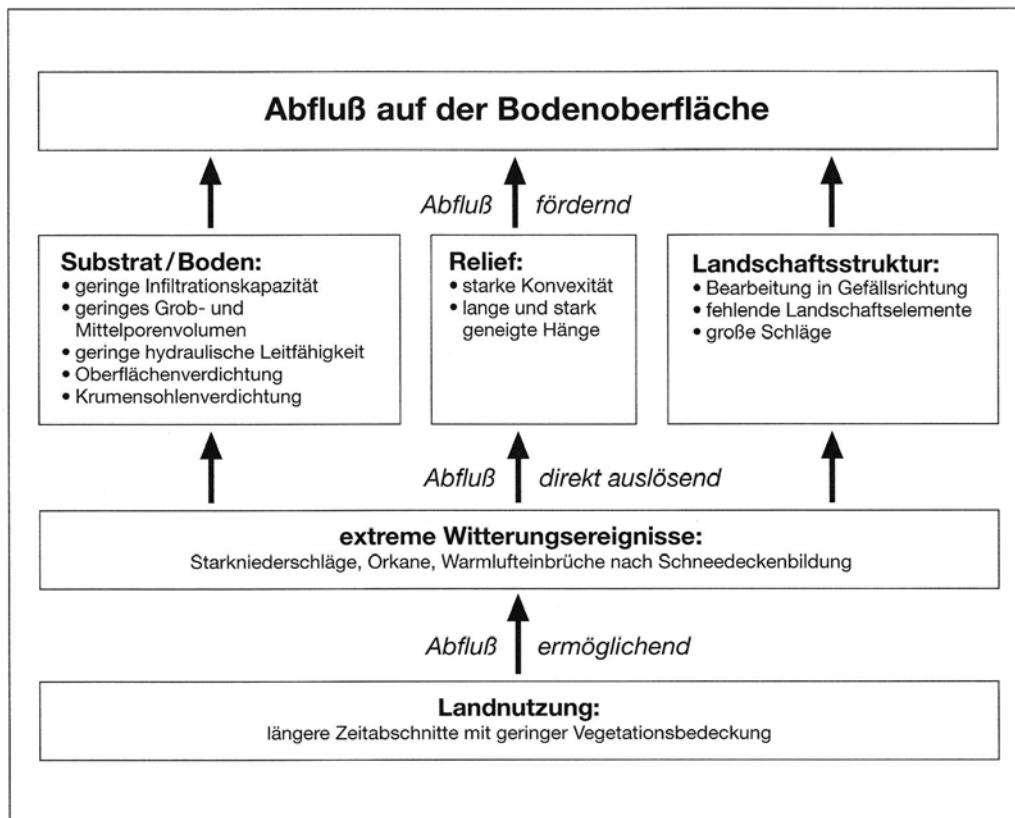 Abfluß auf der Bodenoberfläche
Abfluß fördernd
Substrat/Boden:
• geringe Infiltrationskapazität
• geringes Grob- und
Mittelporenvolumen
• geringe hydraulische Leitfähigkeit
• Oberflächenverdichtung
• Krumensohlenverdichtung
Relief:
• starke Konvexität
• lange und stark
geneigte Hänge
Landschaftsstruktur:
• Bearbeitung in Gefällsrichtung
• fehlende Landschaftselemente
• große Schläge
Abfluß direkt auslösend
extreme Witterungsereignisse:
Starkniederschläge, Orkane, Warmlufteinbrüche nach Schneedeckenbildung
Abfluß ermöglichend
Landnutzung:
längere Zeitabschnitte mit geringer Vegetationsbedeckung